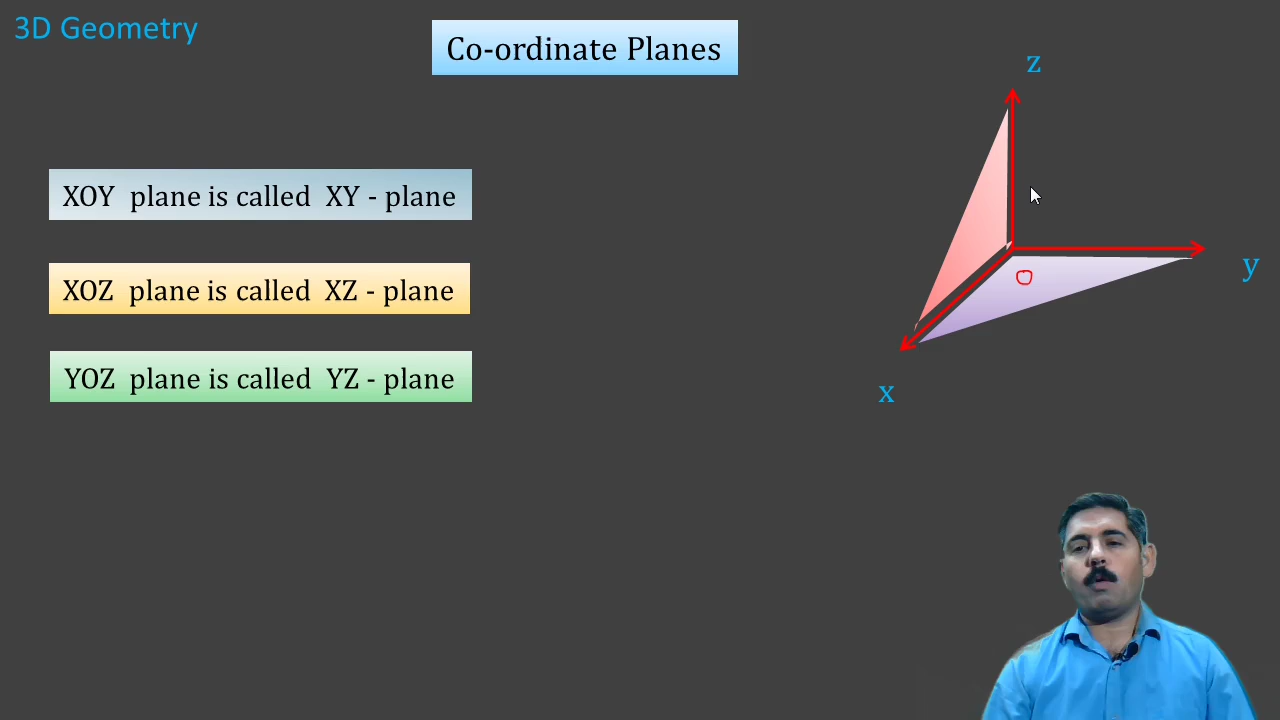 3D Geometry
Co-ordinate Planes
XOY plane is called XY - plane
XOZ plane is called XZ - plane
YOZ plane is called YZ - plane
z
y
O
x